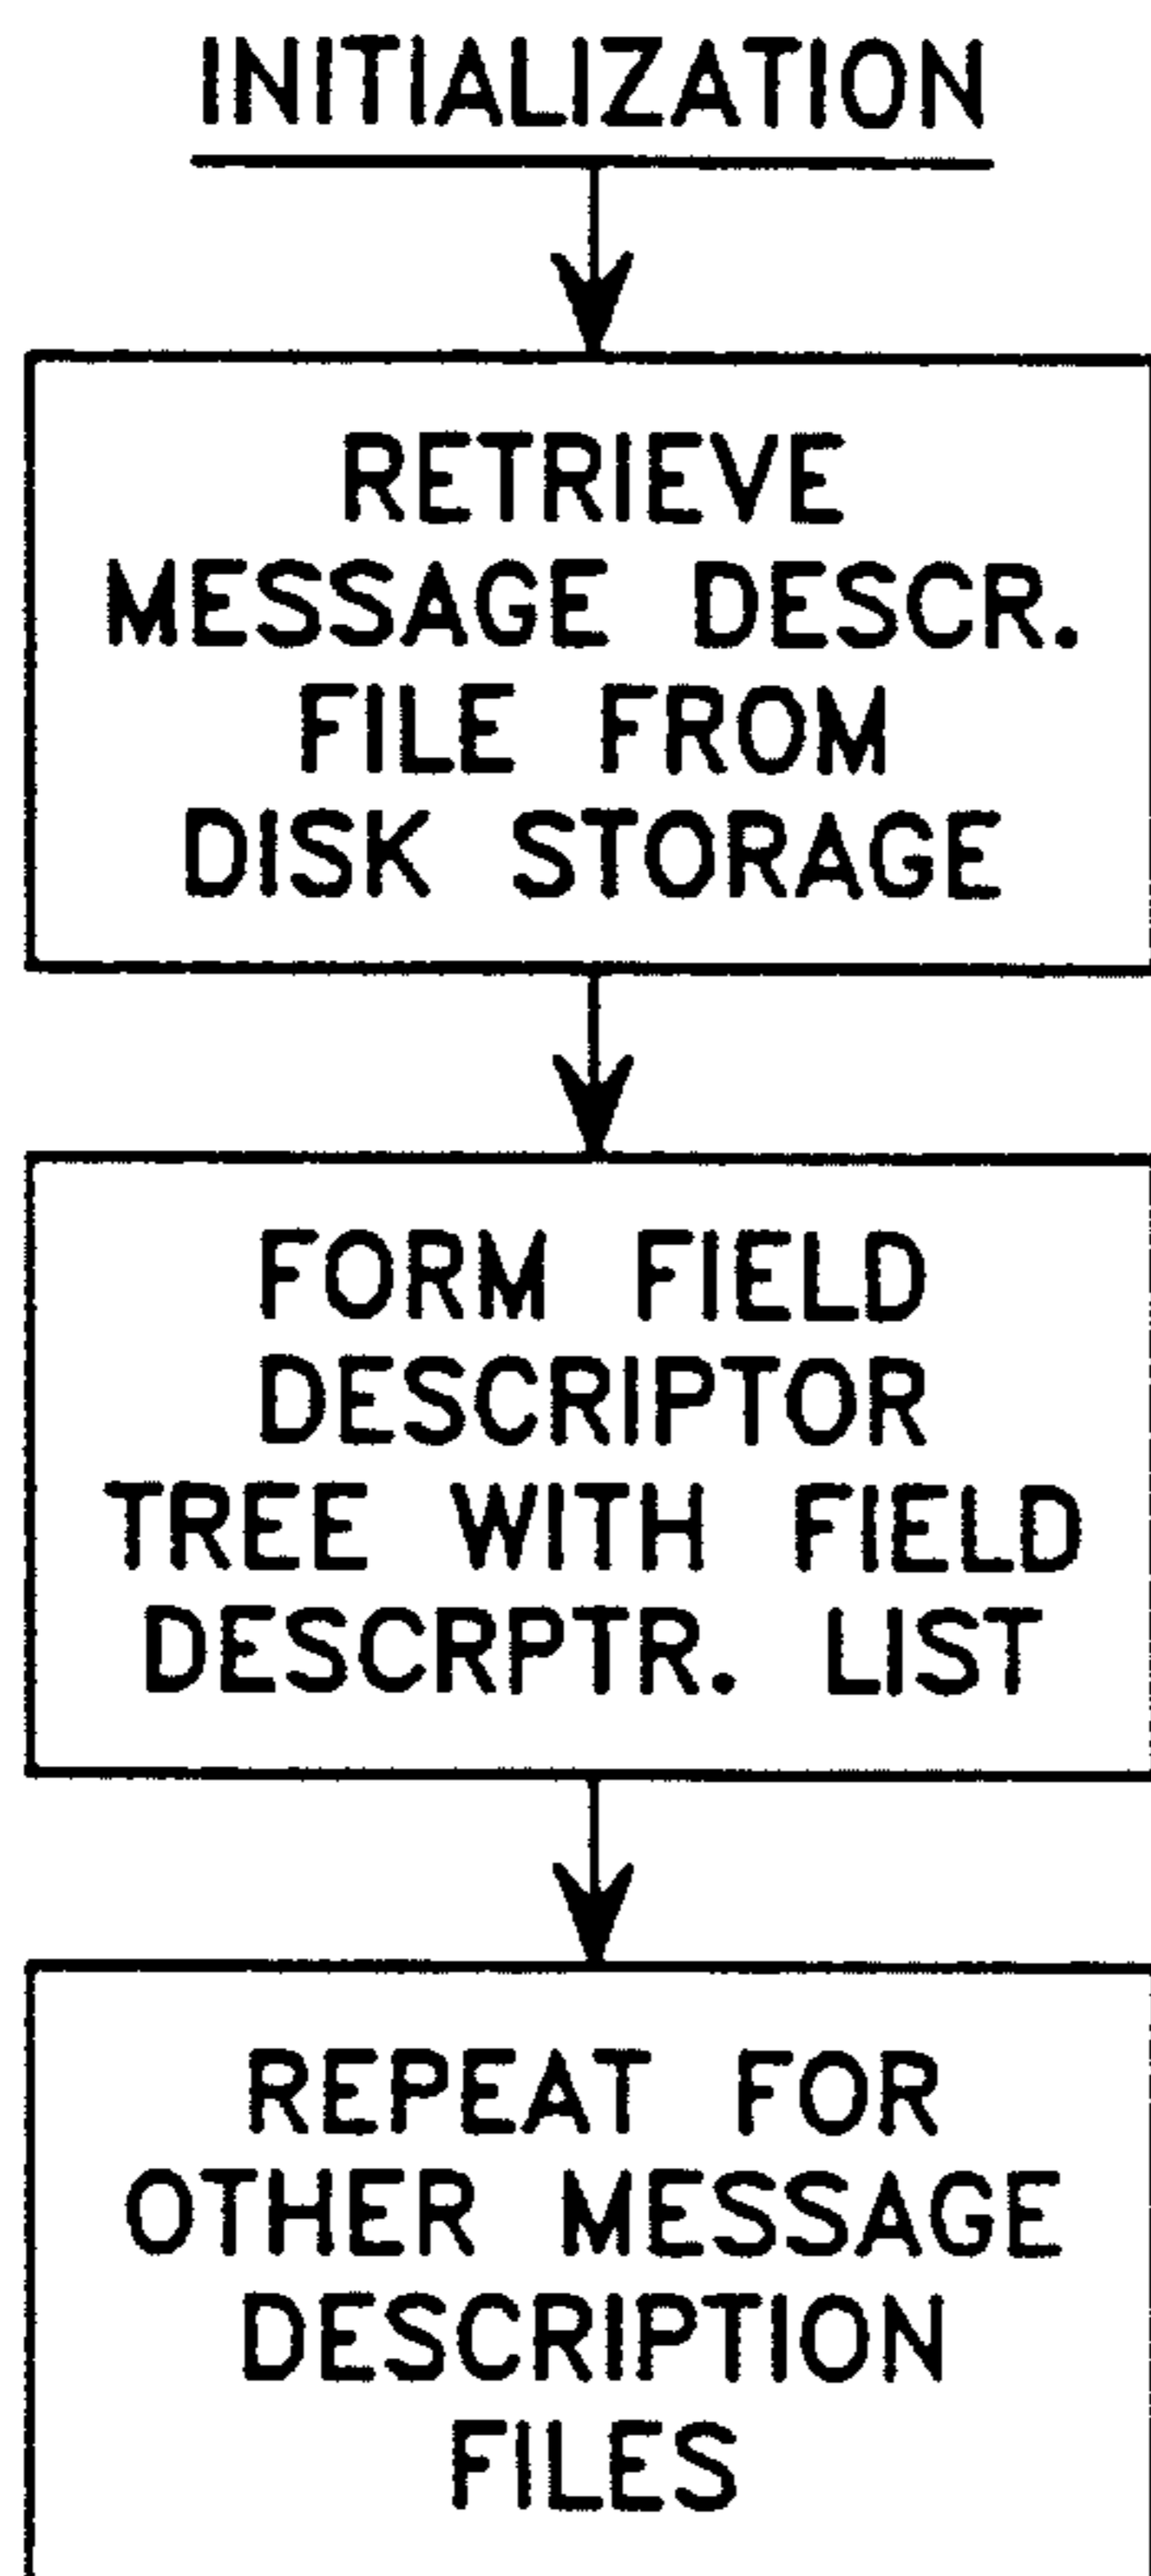 INITIALIZATION
RETRIEVE
MESSAGE DESCR.
FILE FROM
DISK STORAGE
FORM FIELD
DESCRIPTOR
TREE WITH FIELD
DESCRPTR. LIST
REPEAT FOR
OTHER MESSAGE
DESCRIPTION
FILES